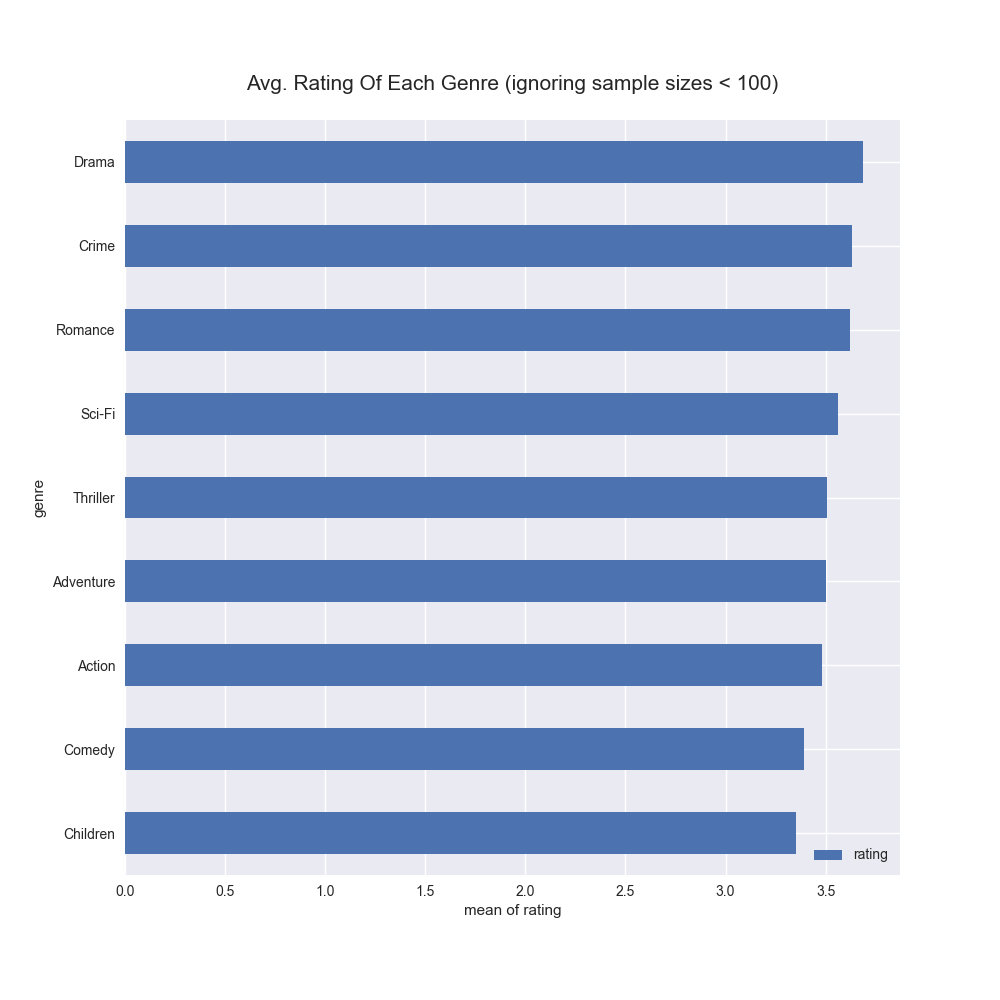 Avg. Rating Of Each Genre (ignoring sample sizes < 100)
Drama
Crime
Romance
Sci-Fi
Thriller
genre
Adventure
Action
Comedy
Children
rating
0.0 0.5 1.0 1.5 2.0 2.5 3.0 3.5
mean of rating